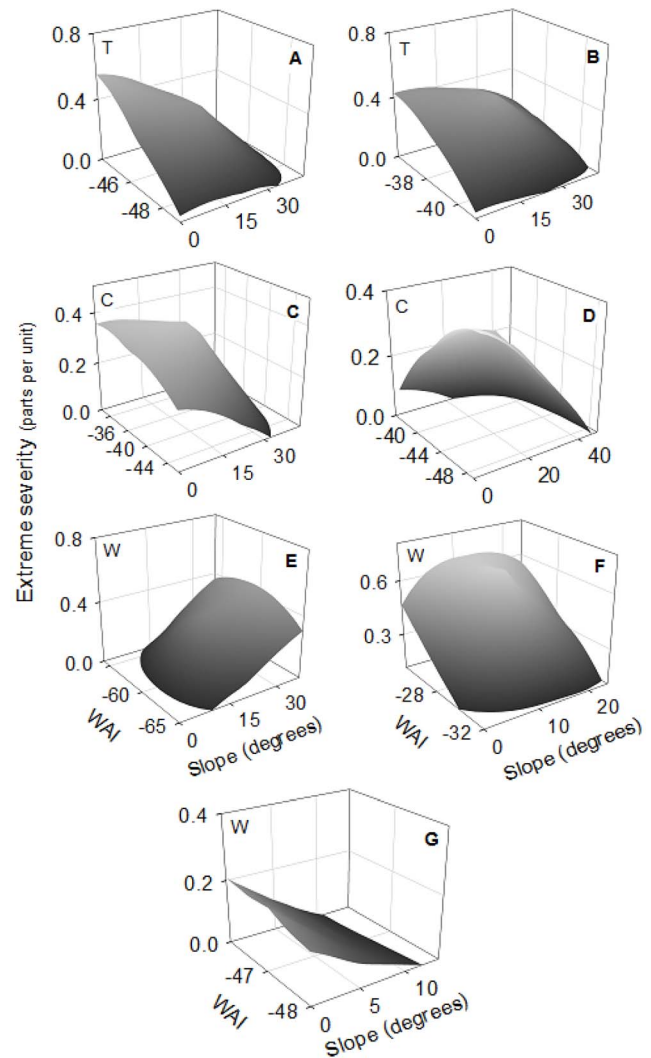 0.8
T
A
0.4
0.0
-46
-48
0
15
30
0.8
T
B
0.4
0.0
-38
-40
0
15
30
C
C
0.4
0.2
0.0
-36
-40
-44
0
15
30
0.4
C
D
0.2
0.0
-40
-44
-48
0
20
40
Extreme severity (parts per unit)
0.8
W
E
0.4
0.0
-60
-65
0
15
30
WAI
Slope (degrees)
W
F
0.6
0.3
-28
-32
0
10
20
WAI
Slope (degrees)
0.4
W
G
0.2
0.0
-47
-48
0
5
10
WAI
Slope (degrees)